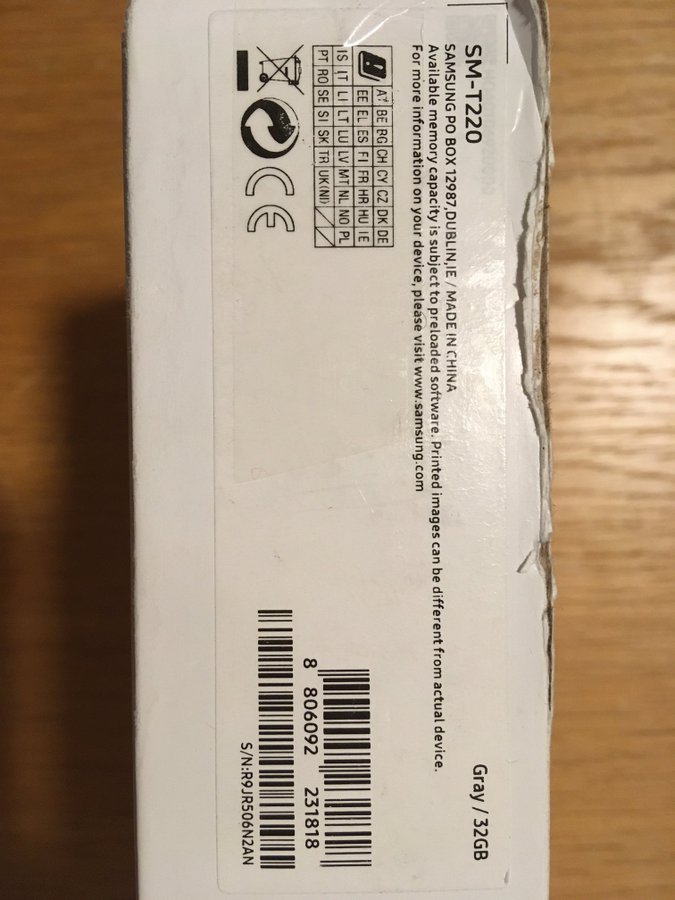 SM-T220
SAMSUNG PO BOX 12987,DUBLIN,IE / MADE IN CHINA
Available memory capacity is subject to preloaded software. Printed images can be different from actual device.
For more information on your device, please visit www.samsung.com
Gray / 32GB
AT BE BG CH CY CZ DK DE
EE EL ES FI FR HR HU IE
IS IT LI LT LU LV MT NL NO PL
PT RO SE SI SK TR UK(NI)
CE
8 806092 231818
S/N:R9JR506N2AN